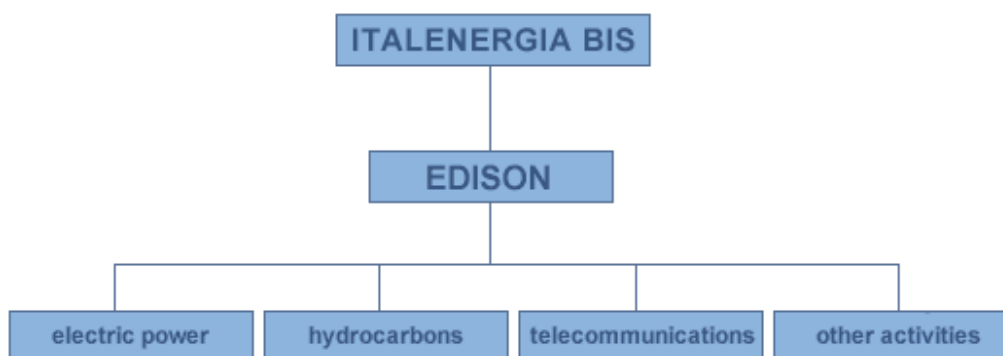 ITALENERGIA BIS
EDISON
electric power
hydrocarbons
telecommunications
other activities